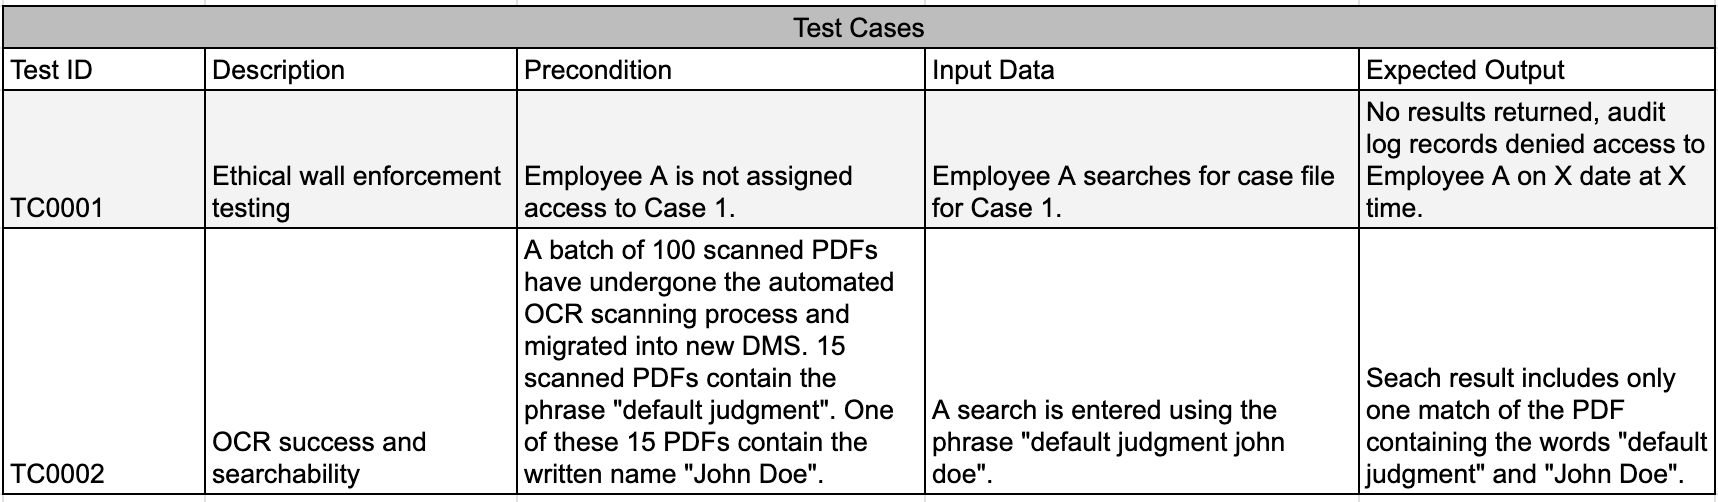 Test Cases
Test ID
Description
Precondition
Input Data
Expected Output
TC0001
Ethical wall enforcement
testing
Employee A is not assigned
access to Case 1.
Employee A searches for case file
for Case 1.
No results returned, audit
log records denied access to
Employee A on X date at X
time.
TC0002
OCR success and
searchability
A batch of 100 scanned PDFs
have undergone the automated
OCR scanning process and
migrated into new DMS. 15
scanned PDFs contain the
phrase "default judgment". One
of these 15 PDFs contain the
written name "John Doe".
A search is entered using the
phrase "default judgment john
doe".
Seach result includes only
one match of the PDF
containing the words "default
judgment" and "John Doe".